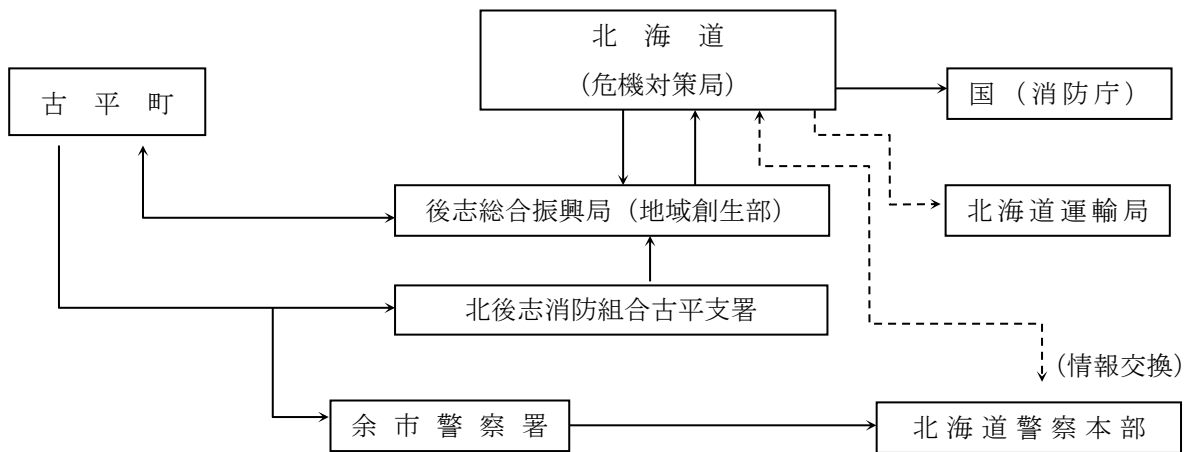 北海道
(危機対策局)
古平町
国(消防庁)
後志総合振興局(地域創生部)
北海道運輸局
北後志消防組合古平支署
(情報交換)
余市警察署
北海道警察本部